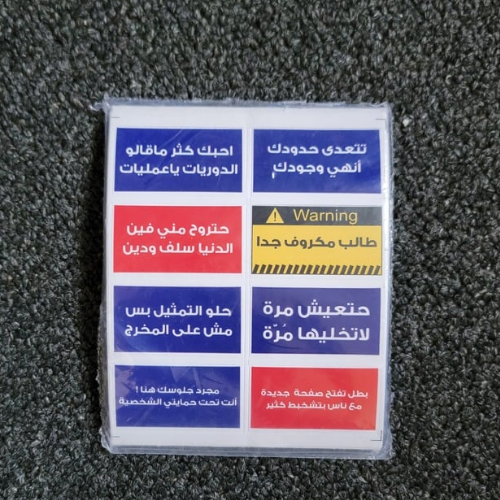 تتعدى حدودك
أنهي وجودك
احبك كثر ماقالو
الدوريات ياعمليات
Warning
طالب مكروف جدا
حتروح مني فين
الدنيا سلف ودين
حتعيش مرة
لاتخليها مُرّة
حلو التمثيل بس
مش على المخرج
بطل تفتح صفحة جديدة
مع ناس بتشخبط كتير
مجرد جلوسك هنا !
أنت تحت حمايتي الشخصية